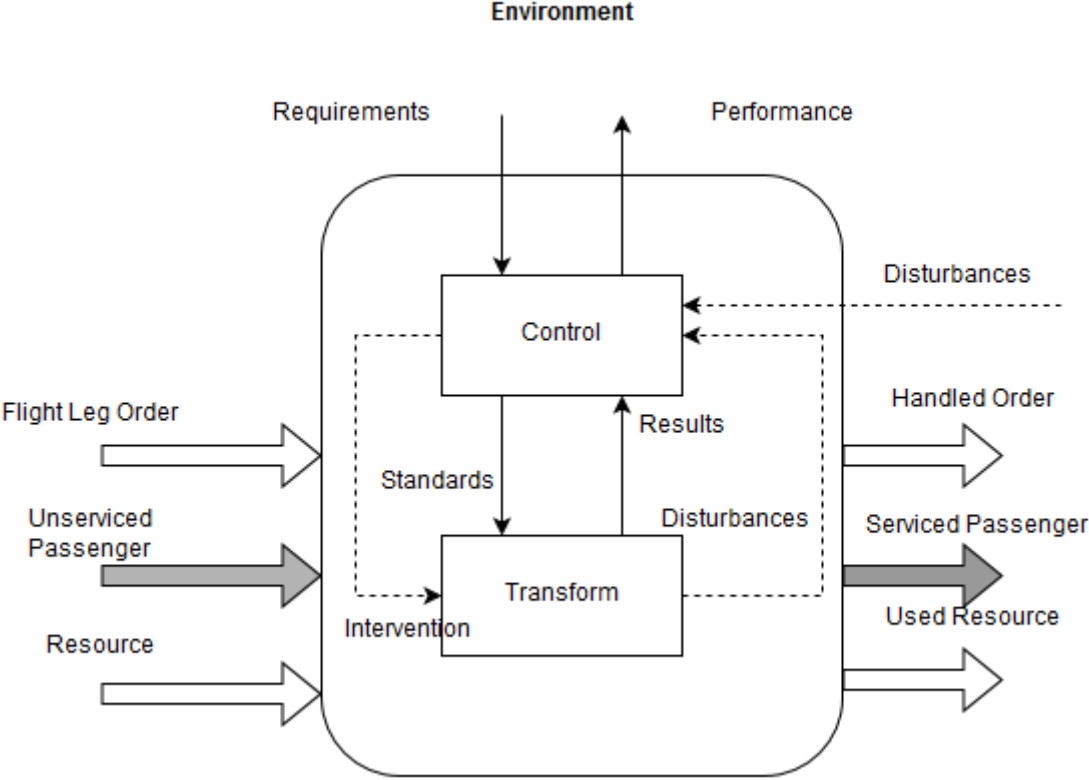 Environment
Requirements
Performance
Disturbances
Control
Flight Leg Order
Handled Order
Results
Standards
Unserviced
Passenger
Disturbances
Serviced Passenger
Transform
Intervention
Used Resource
Resource